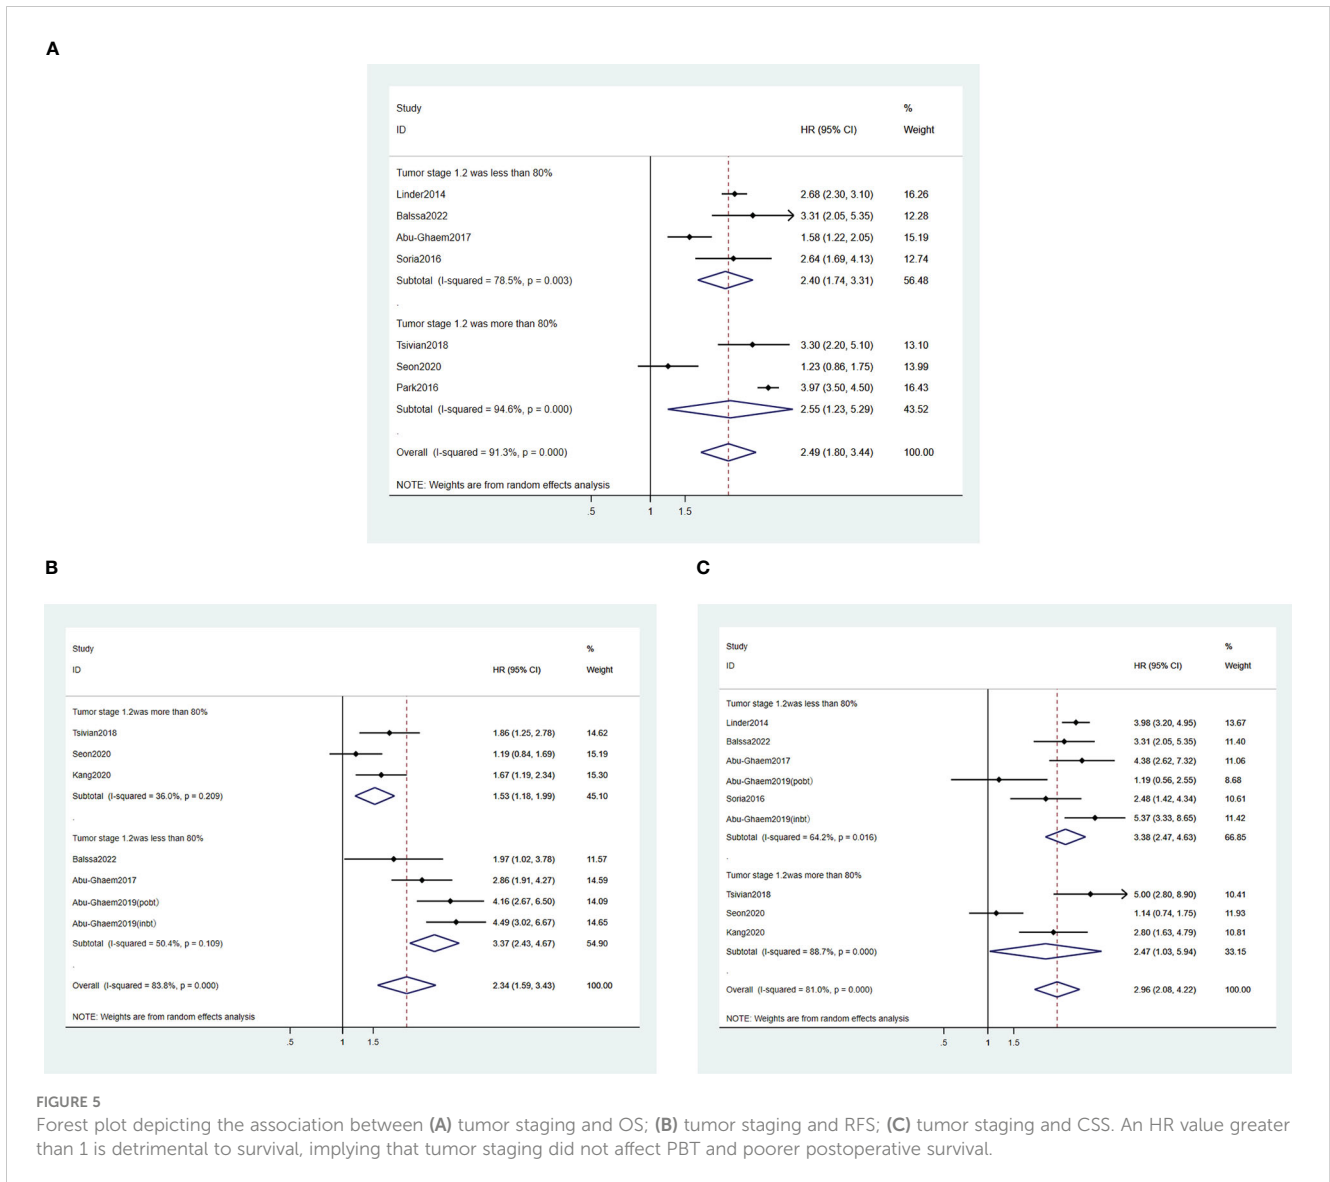 A
Study %
ID HR (95% CI) Weight
Tumor stage 1.2 was less than 80%
Linder2014 2.68 (2.30, 3.10) 16.26
Balssa2022 3.31 (2.05, 5.35) 12.28
Abu-Ghaem2017 1.58 (1.22, 2.05) 15.19
Soria2016 2.64 (1.69, 4.13) 12.74
Subtotal (I-squared = 78.5%, p = 0.003) 2.40 (1.74, 3.31) 56.48
.
Tumor stage 1.2 was more than 80%
Tsivian2018 3.30 (2.20, 5.10) 13.10
Seon2020 1.23 (0.86, 1.75) 13.99
Park2016 3.97 (3.50, 4.50) 16.43
Subtotal (I-squared = 94.6%, p = 0.000) 2.55 (1.23, 5.29) 43.52
.
Overall (I-squared = 91.3%, p = 0.000) 2.49 (1.80, 3.44) 100.00
NOTE: Weights are from random effects analysis
.5 1 1.5
B
Study %
ID HR (95% CI) Weight
Tumor stage 1.2was more than 80%
Tsivian2018 1.86 (1.25, 2.78) 14.62
Seon2020 1.19 (0.84, 1.69) 15.19
Kang2020 1.67 (1.19, 2.34) 15.30
Subtotal (I-squared = 36.0%, p = 0.209) 1.53 (1.18, 1.99) 45.10
.
Tumor stage 1.2was less than 80%
Balssa2022 1.97 (1.02, 3.78) 11.57
Abu-Ghaem2017 2.86 (1.91, 4.27) 14.59
Abu-Ghaem2019(pobt) 4.16 (2.67, 6.50) 14.09
Abu-Ghaem2019(inbt) 4.49 (3.02, 6.67) 14.65
Subtotal (I-squared = 50.4%, p = 0.109) 3.37 (2.43, 4.67) 54.90
.
Overall (I-squared = 83.8%, p = 0.000) 2.34 (1.59, 3.43) 100.00
NOTE: Weights are from random effects analysis
.5 1 1.5
C
Study %
ID HR (95% CI) Weight
Tumor stage 1.2was less than 80%
Linder2014 3.98 (3.20, 4.95) 13.67
Balssa2022 3.31 (2.05, 5.35) 11.40
Abu-Ghaem2017 4.38 (2.62, 7.32) 11.06
Abu-Ghaem2019(pobt) 1.19 (0.56, 2.55) 8.68
Soria2016 2.48 (1.42, 4.34) 10.61
Abu-Ghaem2019(inbt) 5.37 (3.33, 8.65) 11.42
Subtotal (I-squared = 64.2%, p = 0.016) 3.38 (2.47, 4.63) 66.85
.
Tumor stage 1.2was more than 80%
Tsivian2018 5.00 (2.80, 8.90) 10.41
Seon2020 1.14 (0.74, 1.75) 11.93
Kang2020 2.80 (1.63, 4.79) 10.81
Subtotal (I-squared = 88.7%, p = 0.000) 2.47 (1.03, 5.94) 33.15
.
Overall (I-squared = 81.0%, p = 0.000) 2.96 (2.08, 4.22) 100.00
NOTE: Weights are from random effects analysis
.5 1 1.5
FIGURE 5
Forest plot depicting the association between (A) tumor staging and OS; (B) tumor staging and RFS; (C) tumor staging and CSS. An HR value greater
than 1 is detrimental to survival, implying that tumor staging did not affect PBT and poorer postoperative survival.